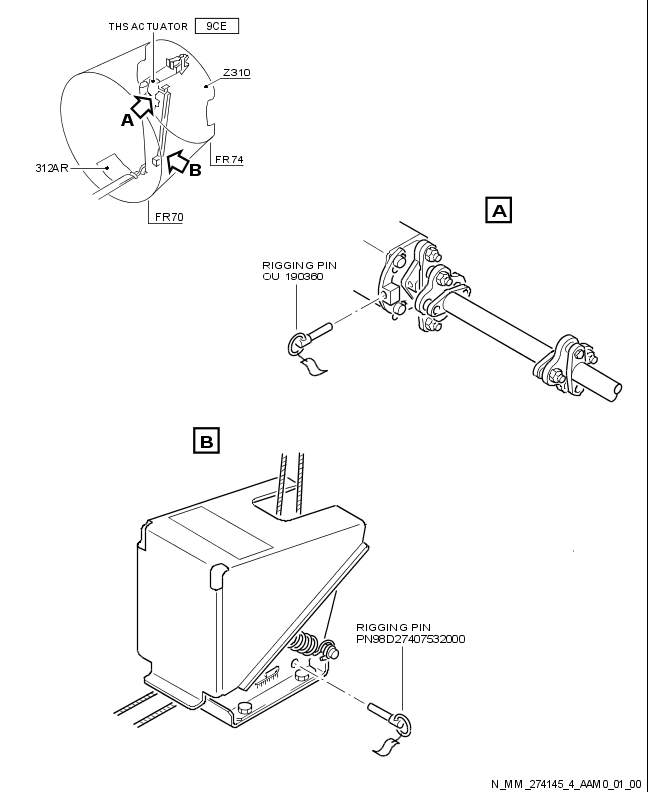 THS ACTUATOR 9CE
Z310
A
B
312AR
FR74
FR70
A
RIGGING PIN
OU 190360
B
RIGGING PIN
PN98D27407532000
N_MM_274145_4_AAM0_01_00